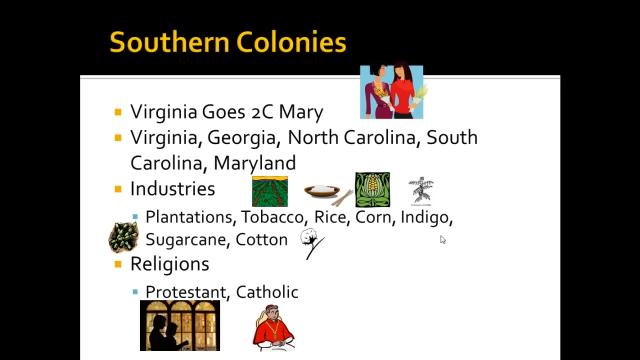 Southern Colonies
Virginia Goes 2C Mary
Virginia, Georgia, North Carolina, South
Carolina, Maryland
Industries
Plantations, Tobacco, Rice, Corn, Indigo,
Sugarcane, Cotton
Religions
Protestant, Catholic